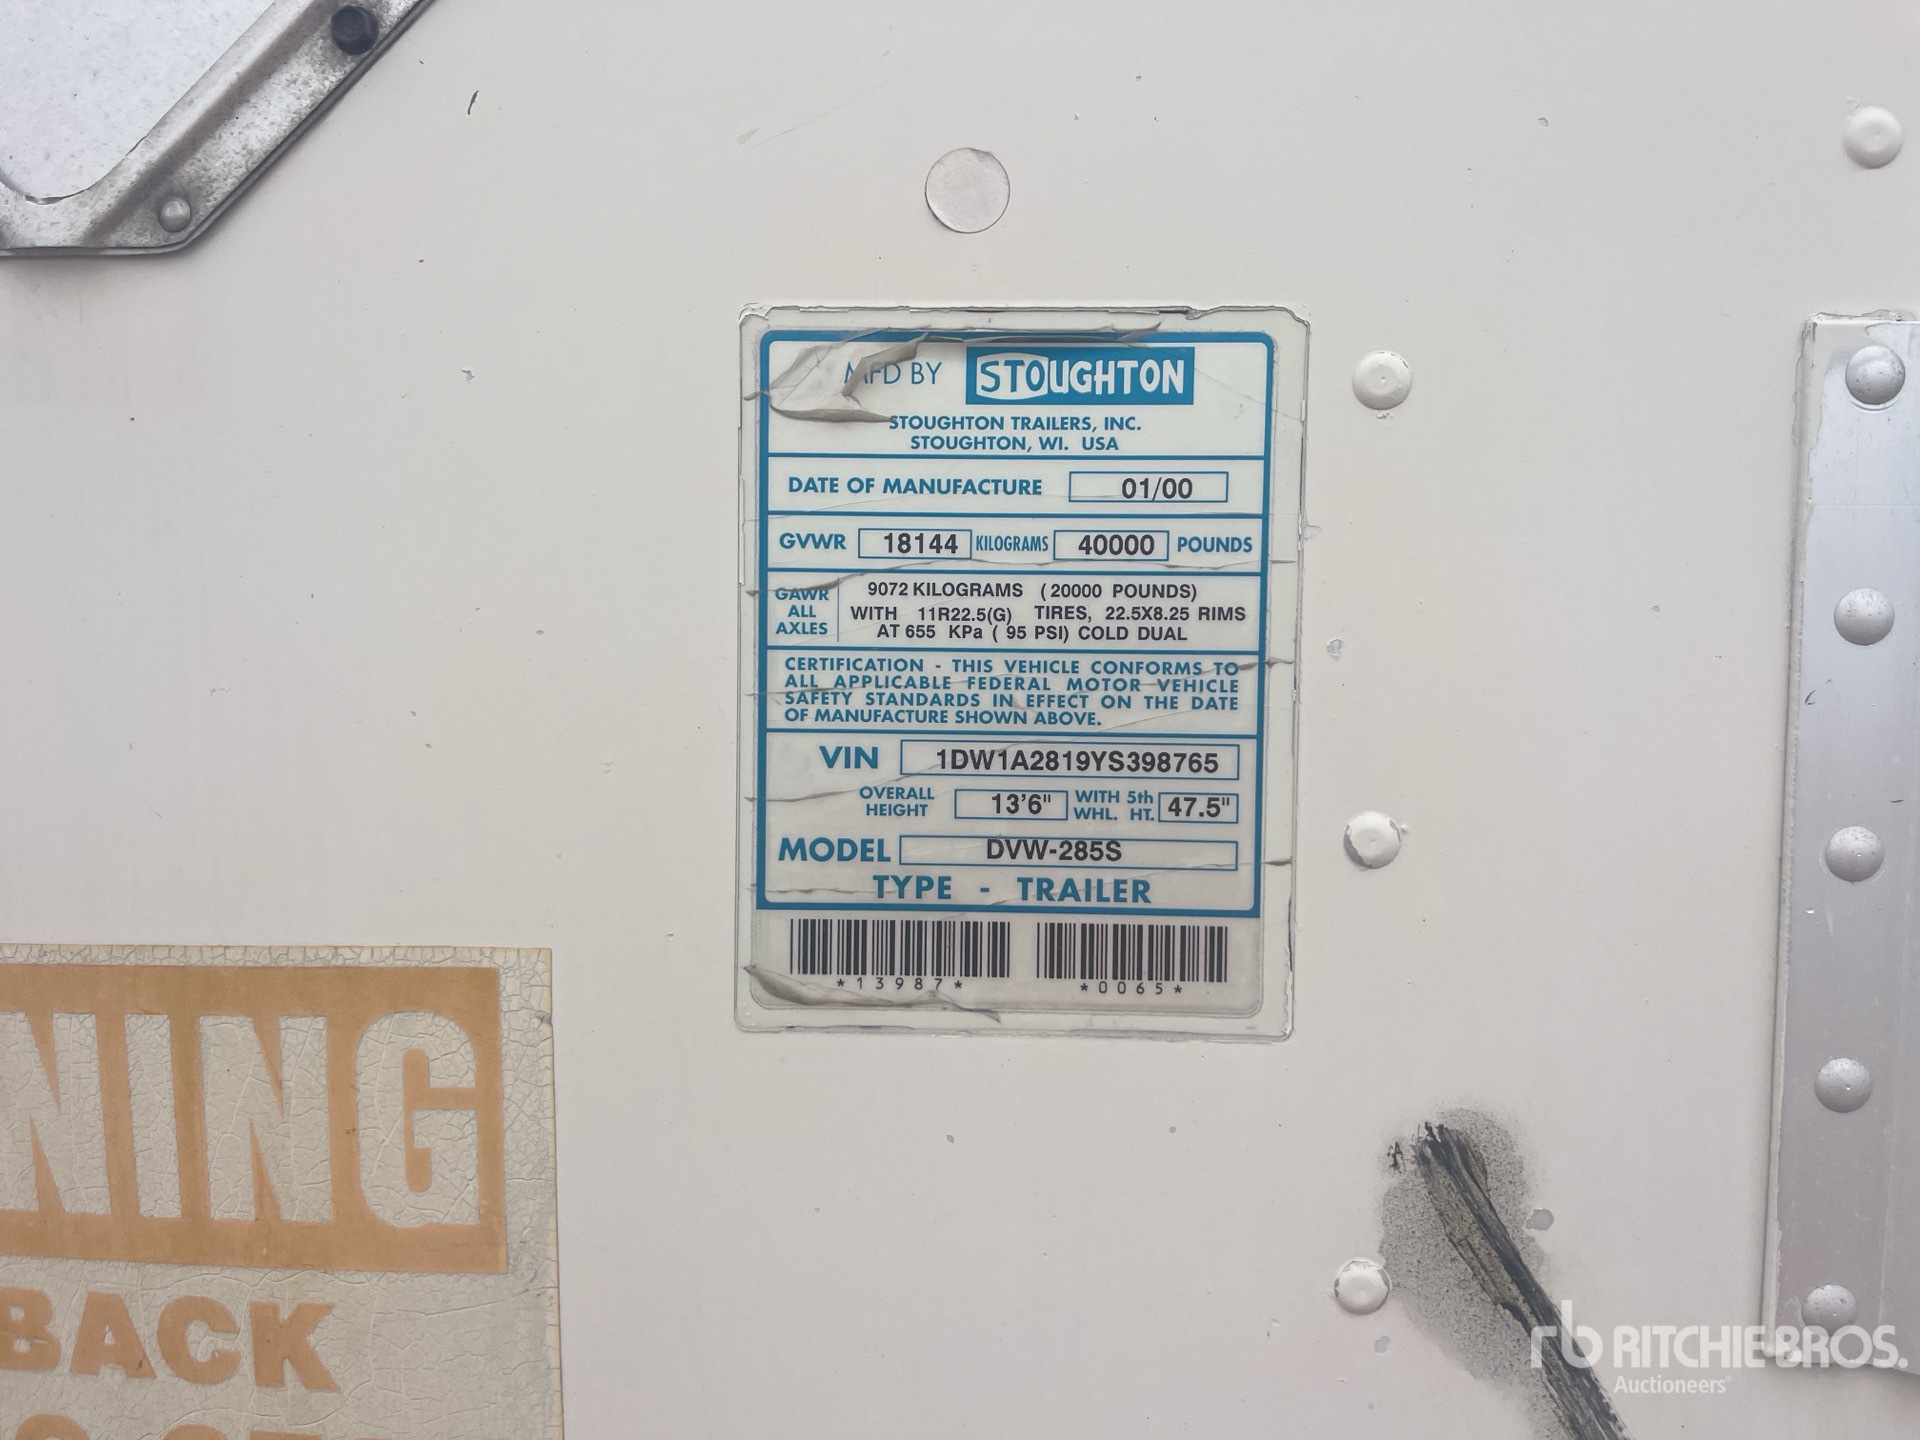 MFD BY STOUGHTON
STOUGHTON TRAILERS, INC.
STOUGHTON, WI. USA
DATE OF MANUFACTURE 01/00
GVWR 18144 KILOGRAMS 40000 POUNDS
GAWR ALL AXLES
9072 KILOGRAMS (20000 POUNDS)
WITH 11R22.5(G) TIRES, 22.5X8.25 RIMS
AT 655 KPa ( 95 PSI) COLD DUAL
CERTIFICATION - THIS VEHICLE CONFORMS TO
ALL APPLICABLE FEDERAL MOTOR VEHICLE
SAFETY STANDARDS IN EFFECT ON THE DATE
OF MANUFACTURE SHOWN ABOVE.
VIN 1DW1A2819YS398765
OVERALL HEIGHT 13'6" WITH 5th WHL. HT. 47.5"
MODEL DVW-285S
TYPE - TRAILER
*13987* *0065*
NING
BACK
rb RITCHIE BROS.
Auctioneers